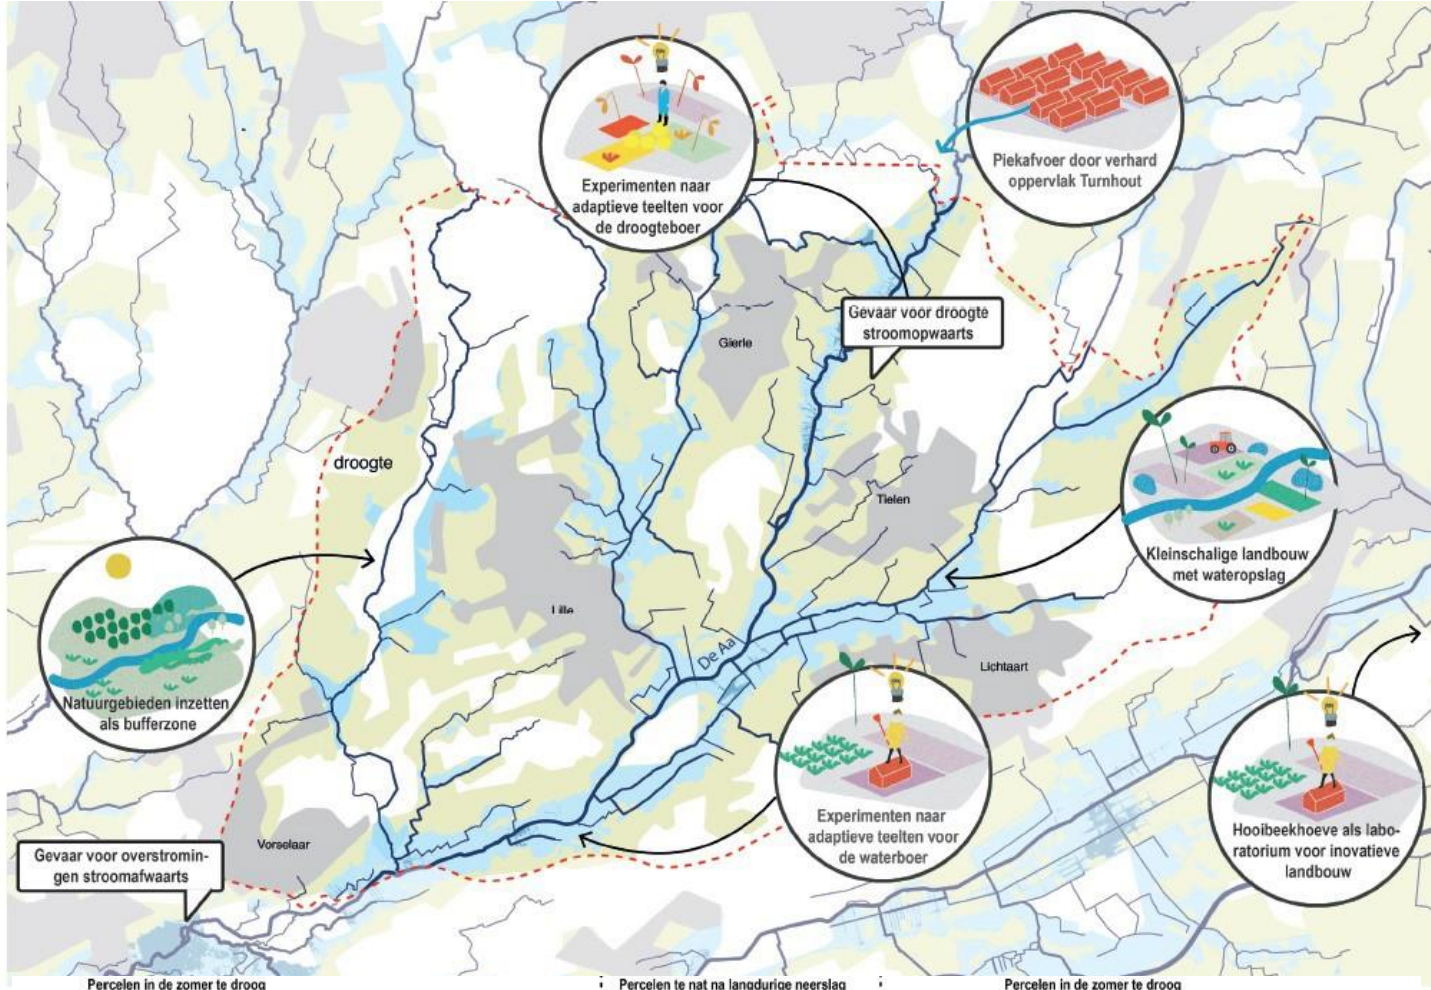 Experimenten naar
adaptieve teelten voor
de droogteboer
Piekafvoer door verhard
oppervlak Turnhout
Gevaar voor droogte
stroomopwaarts
Gierle
droogte
Tielen
Kleinschalige landbouw
met wateropslag
Lille
De Aa
Lichtaart
Natuurgebieden inzetten
als bufferzone
Experimenten naar
adaptieve teelten voor
de waterboer
Hooibeekhoeve als labo-
ratorium voor inovatieve
landbouw
Vorselaar
Gevaar voor overstromin-
gen stroomafwaarts
Percelen in de zomer te droog
Percelen te nat na langdurige neerslag
Percelen in de zomer te droog